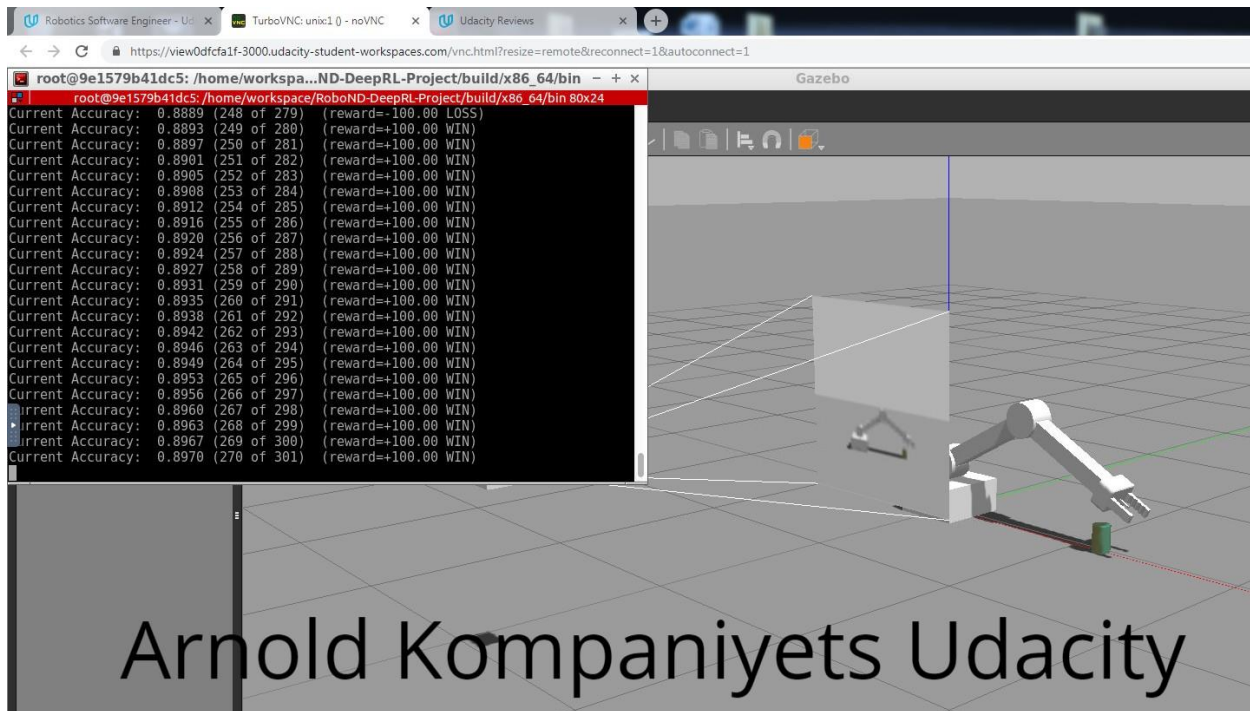 Robotics Software Engineer - Ud
TurboVNC: unix:1 () - noVNC
Udacity Reviews
https://view0dfcfa1f-3000.udacity-student-workspaces.com/vnc.html?resize=remote&reconnect=1&autoconnect=1
root@9e1579b41dc5: /home/workspa...ND-DeepRL-Project/build/x86_64/bin
Gazebo
root@9e1579b41dc5: /home/workspace/RoboND-DeepRL-Project/build/x86_64/bin 80x24
Current Accuracy: 0.8889 (248 of 279) (reward=-100.00 LOSS)
Current Accuracy: 0.8893 (249 of 280) (reward=+100.00 WIN)
Current Accuracy: 0.8897 (250 of 281) (reward=+100.00 WIN)
Current Accuracy: 0.8901 (251 of 282) (reward=+100.00 WIN)
Current Accuracy: 0.8905 (252 of 283) (reward=+100.00 WIN)
Current Accuracy: 0.8908 (253 of 284) (reward=+100.00 WIN)
Current Accuracy: 0.8912 (254 of 285) (reward=+100.00 WIN)
Current Accuracy: 0.8916 (255 of 286) (reward=+100.00 WIN)
Current Accuracy: 0.8920 (256 of 287) (reward=+100.00 WIN)
Current Accuracy: 0.8924 (257 of 288) (reward=+100.00 WIN)
Current Accuracy: 0.8927 (258 of 289) (reward=+100.00 WIN)
Current Accuracy: 0.8931 (259 of 290) (reward=+100.00 WIN)
Current Accuracy: 0.8935 (260 of 291) (reward=+100.00 WIN)
Current Accuracy: 0.8938 (261 of 292) (reward=+100.00 WIN)
Current Accuracy: 0.8942 (262 of 293) (reward=+100.00 WIN)
Current Accuracy: 0.8946 (263 of 294) (reward=+100.00 WIN)
Current Accuracy: 0.8949 (264 of 295) (reward=+100.00 WIN)
Current Accuracy: 0.8953 (265 of 296) (reward=+100.00 WIN)
Current Accuracy: 0.8956 (266 of 297) (reward=+100.00 WIN)
urrent Accuracy: 0.8960 (267 of 298) (reward=+100.00 WIN)
urrent Accuracy: 0.8963 (268 of 299) (reward=+100.00 WIN)
urrent Accuracy: 0.8967 (269 of 300) (reward=+100.00 WIN)
Current Accuracy: 0.8970 (270 of 301) (reward=+100.00 WIN)
Arnold Kompaniyets Udacity